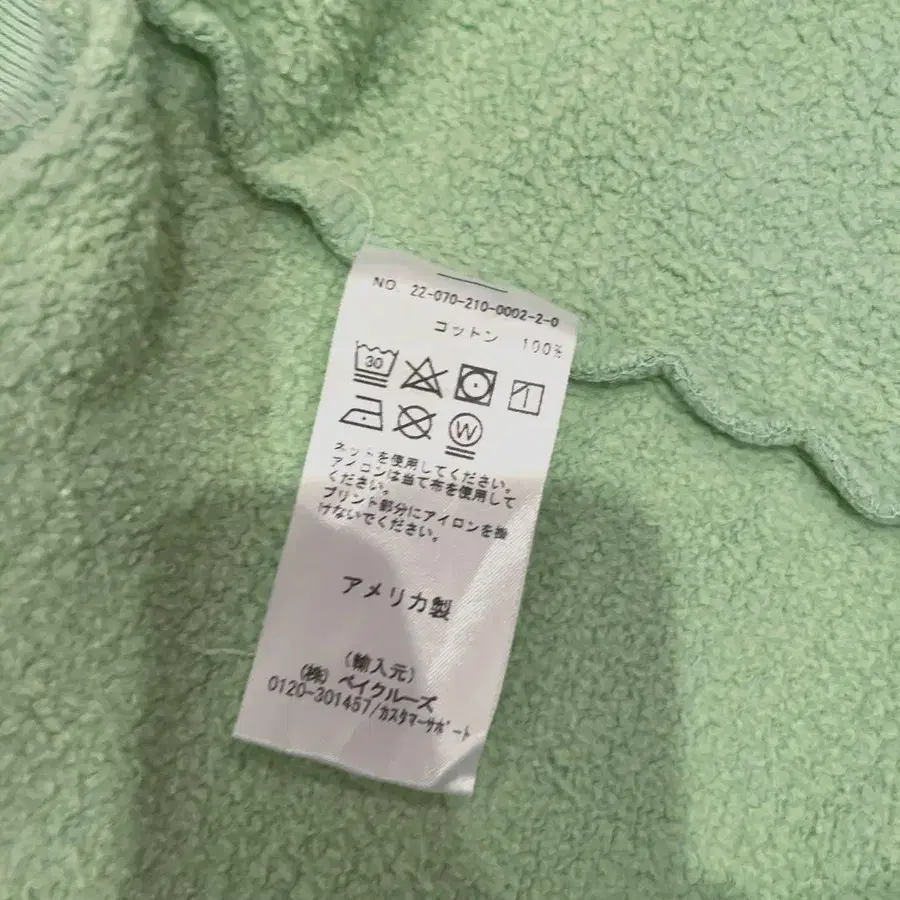 NO. 22-070-210-0002-2-0
コットン 100%
30
W
ネットを使用してください。
アイロンは当て布を使用して
ください。
プリント部分にアイロンを掛
けないでください。
アメリカ製
(輸入元)
(株) ベイクルーズ
0120-301457/カスタマーサポート